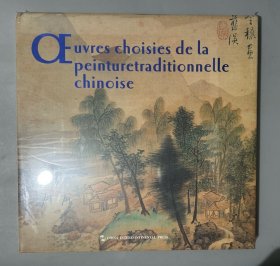 Œuvres choisies de la
peinturetraditionnelle
chinoise
CHINA INTERCONTINENTAL PRESS